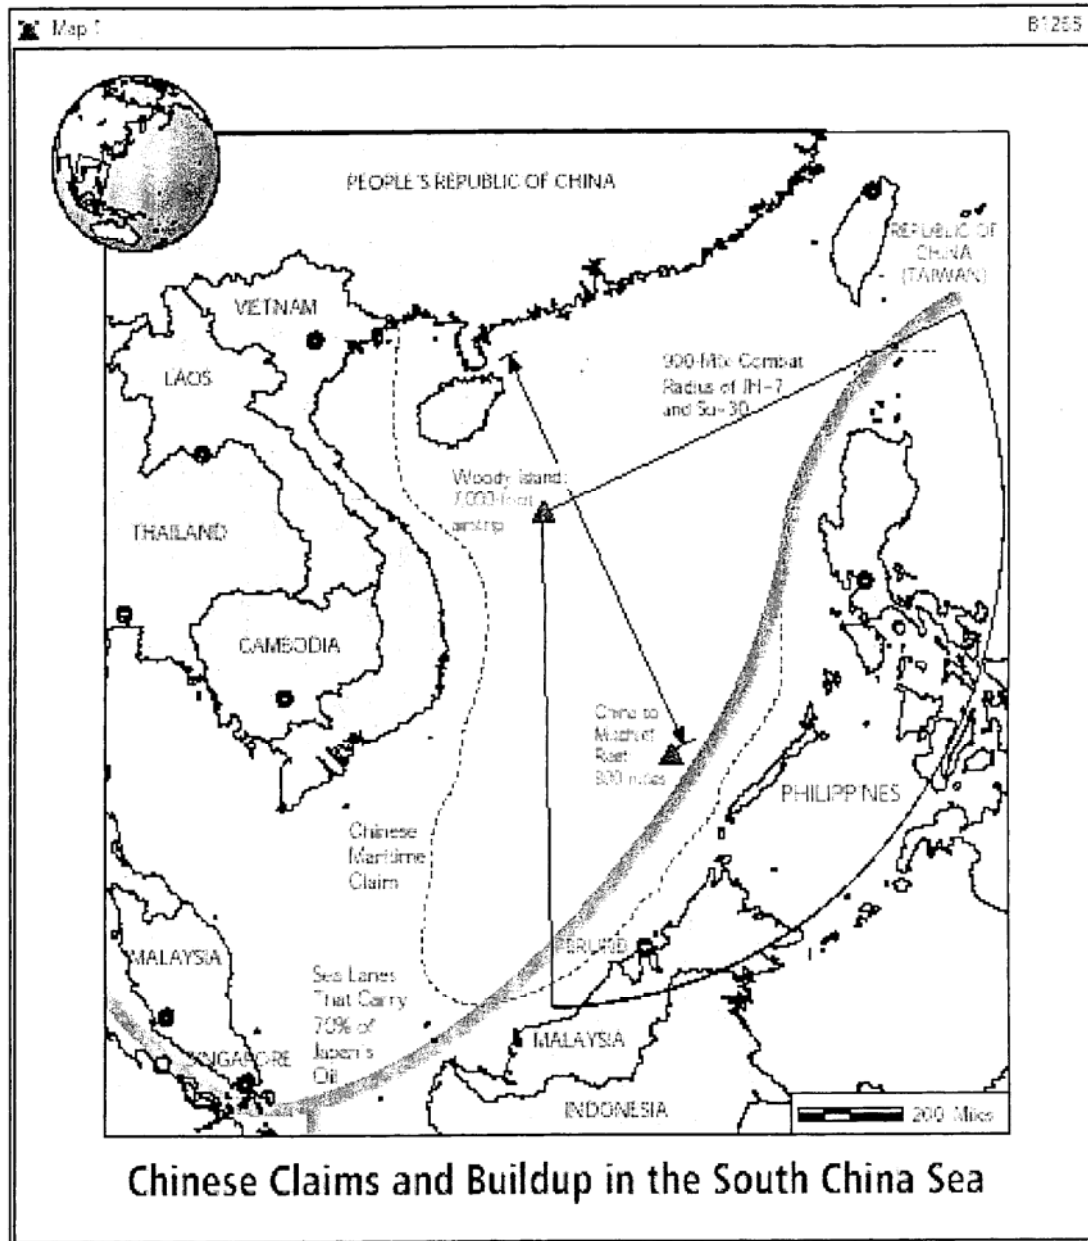 Map 1
B1286
PEOPLE'S REPUBLIC OF CHINA
REPUBLIC OF
CHINA
(TAIWAN)
VIETNAM
LAOS
900-Mile Combat
Radius of JH-7
and Su-30
Woody Island:
7,000-foot
airstrip
THAILAND
CAMBODIA
China to
Mischief
Reef:
800 miles
PHILIPPINES
Chinese
Maritime
Claim
BRUNEI
MALAYSIA
Sea Lanes
That Carry
70% of
Japan's
Oil
SINGAPORE
MALAYSIA
INDONESIA
200 Miles
Chinese Claims and Buildup in the South China Sea